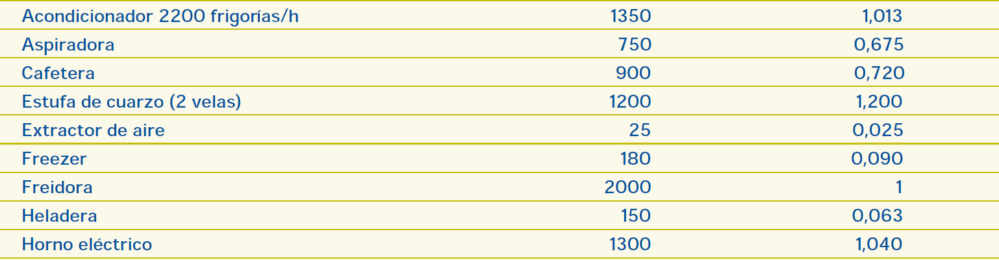 Acondicionador 2200 frigorías/h 1350 1,013
Aspiradora 750 0,675
Cafetera 900 0,720
Estufa de cuarzo (2 velas) 1200 1,200
Extractor de aire 25 0,025
Freezer 180 0,090
Freidora 2000 1
Heladera 150 0,063
Horno eléctrico 1300 1,040